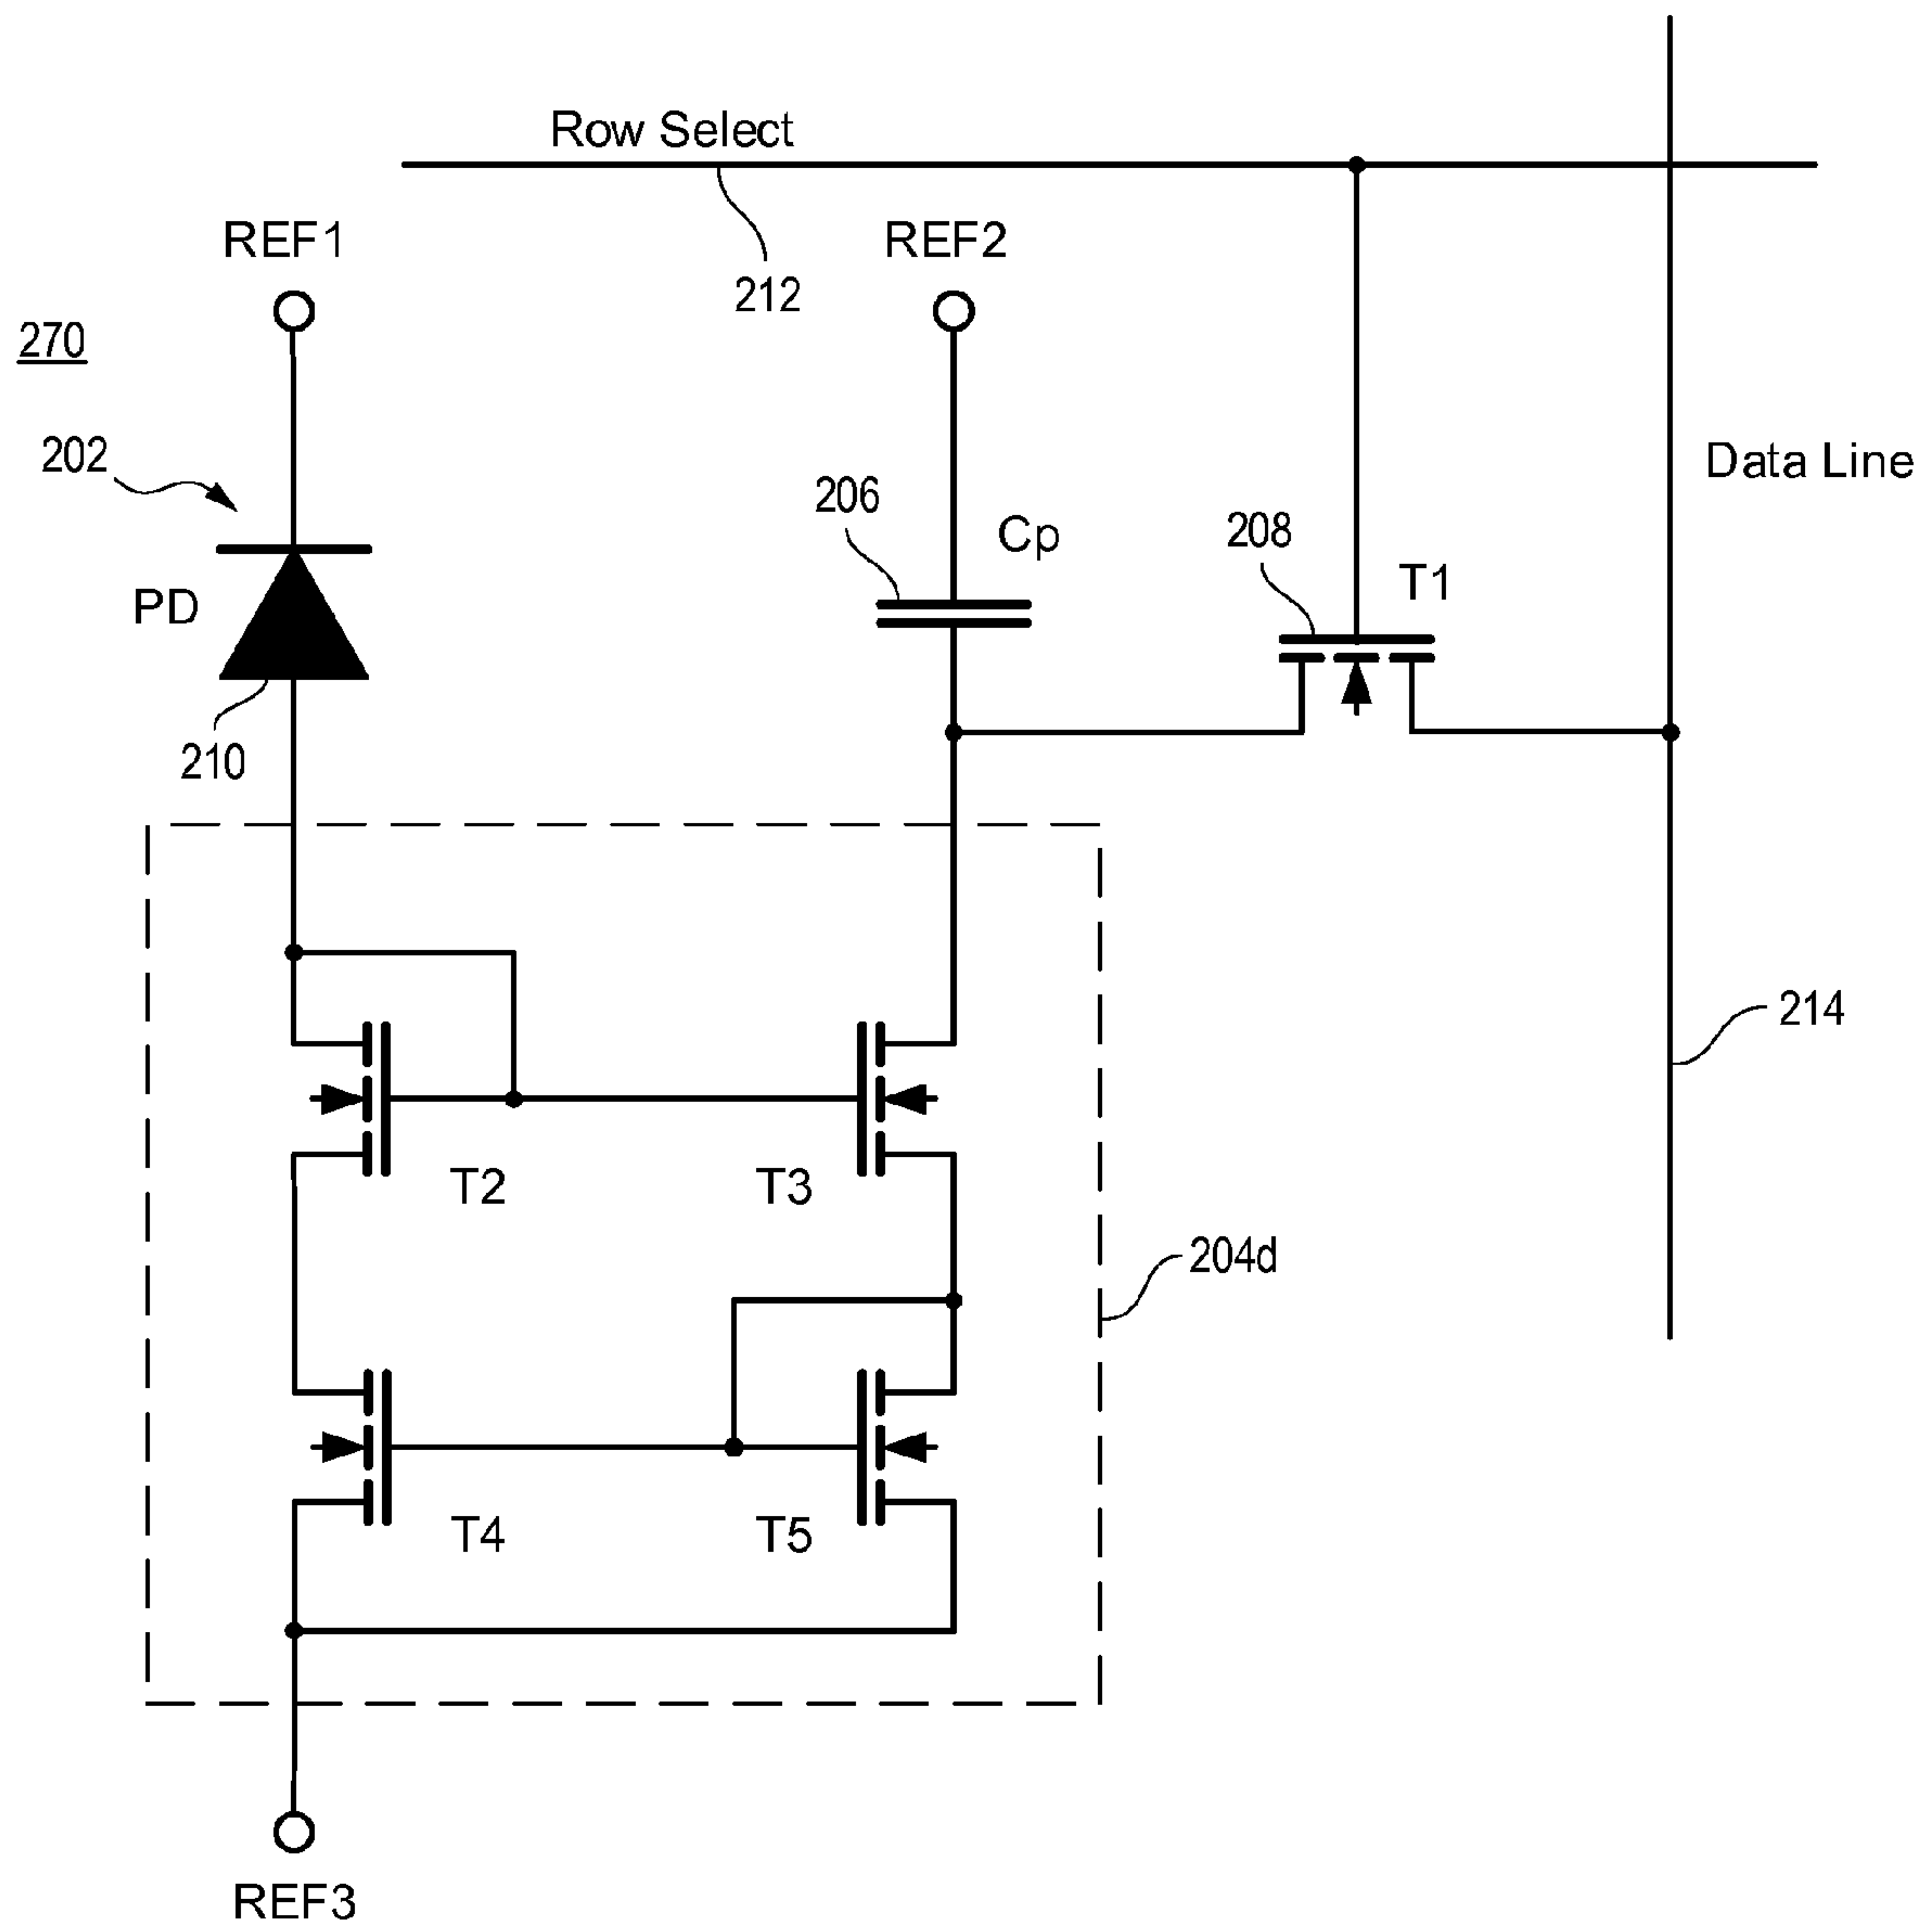 Row Select
REF1
REF2
212
270
202
Data Line
206
Cp
208
T1
PD
210
214
T2
T3
204d
T4
T5
REF3